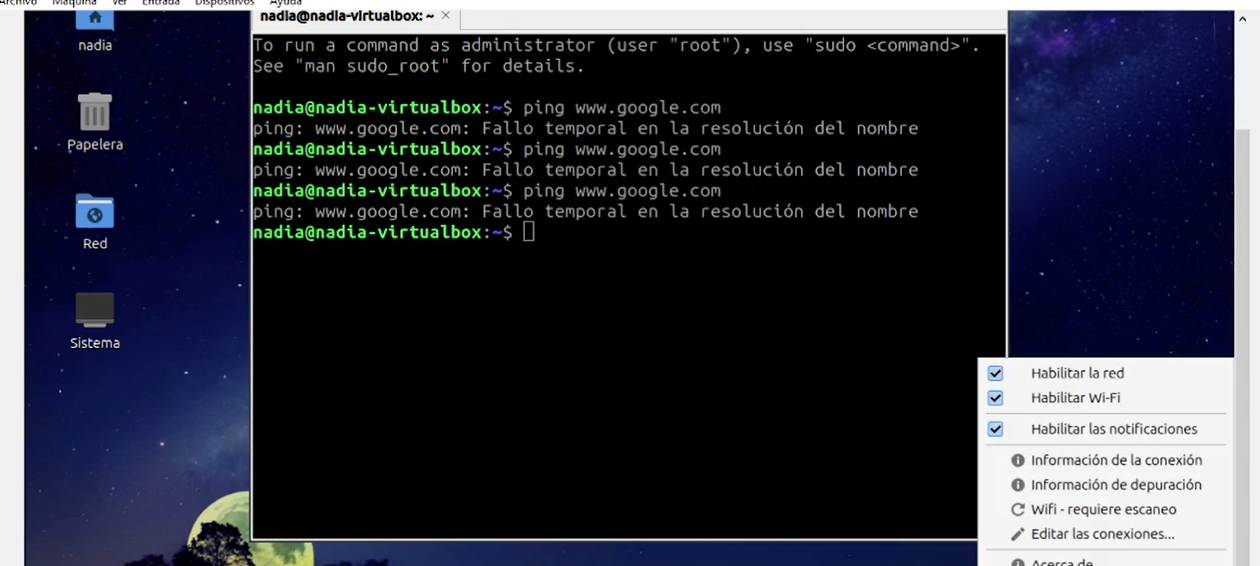 Archivo Máquina Ver Entrada Dispositivos Ayuda
nadia@nadia-virtualbox: ~
nadia
Papelera
Red
Sistema
To run a command as administrator (user "root"), use "sudo <command>".
See "man sudo_root" for details.
nadia@nadia-virtualbox:~$ ping www.google.com
ping: www.google.com: Fallo temporal en la resolución del nombre
nadia@nadia-virtualbox:~$ ping www.google.com
ping: www.google.com: Fallo temporal en la resolución del nombre
nadia@nadia-virtualbox:~$ ping www.google.com
ping: www.google.com: Fallo temporal en la resolución del nombre
nadia@nadia-virtualbox:~$
Habilitar la red
Habilitar Wi-Fi
Habilitar las notificaciones
Información de la conexión
Información de depuración
Wifi - requiere escaneo
Editar las conexiones...
Acerca de